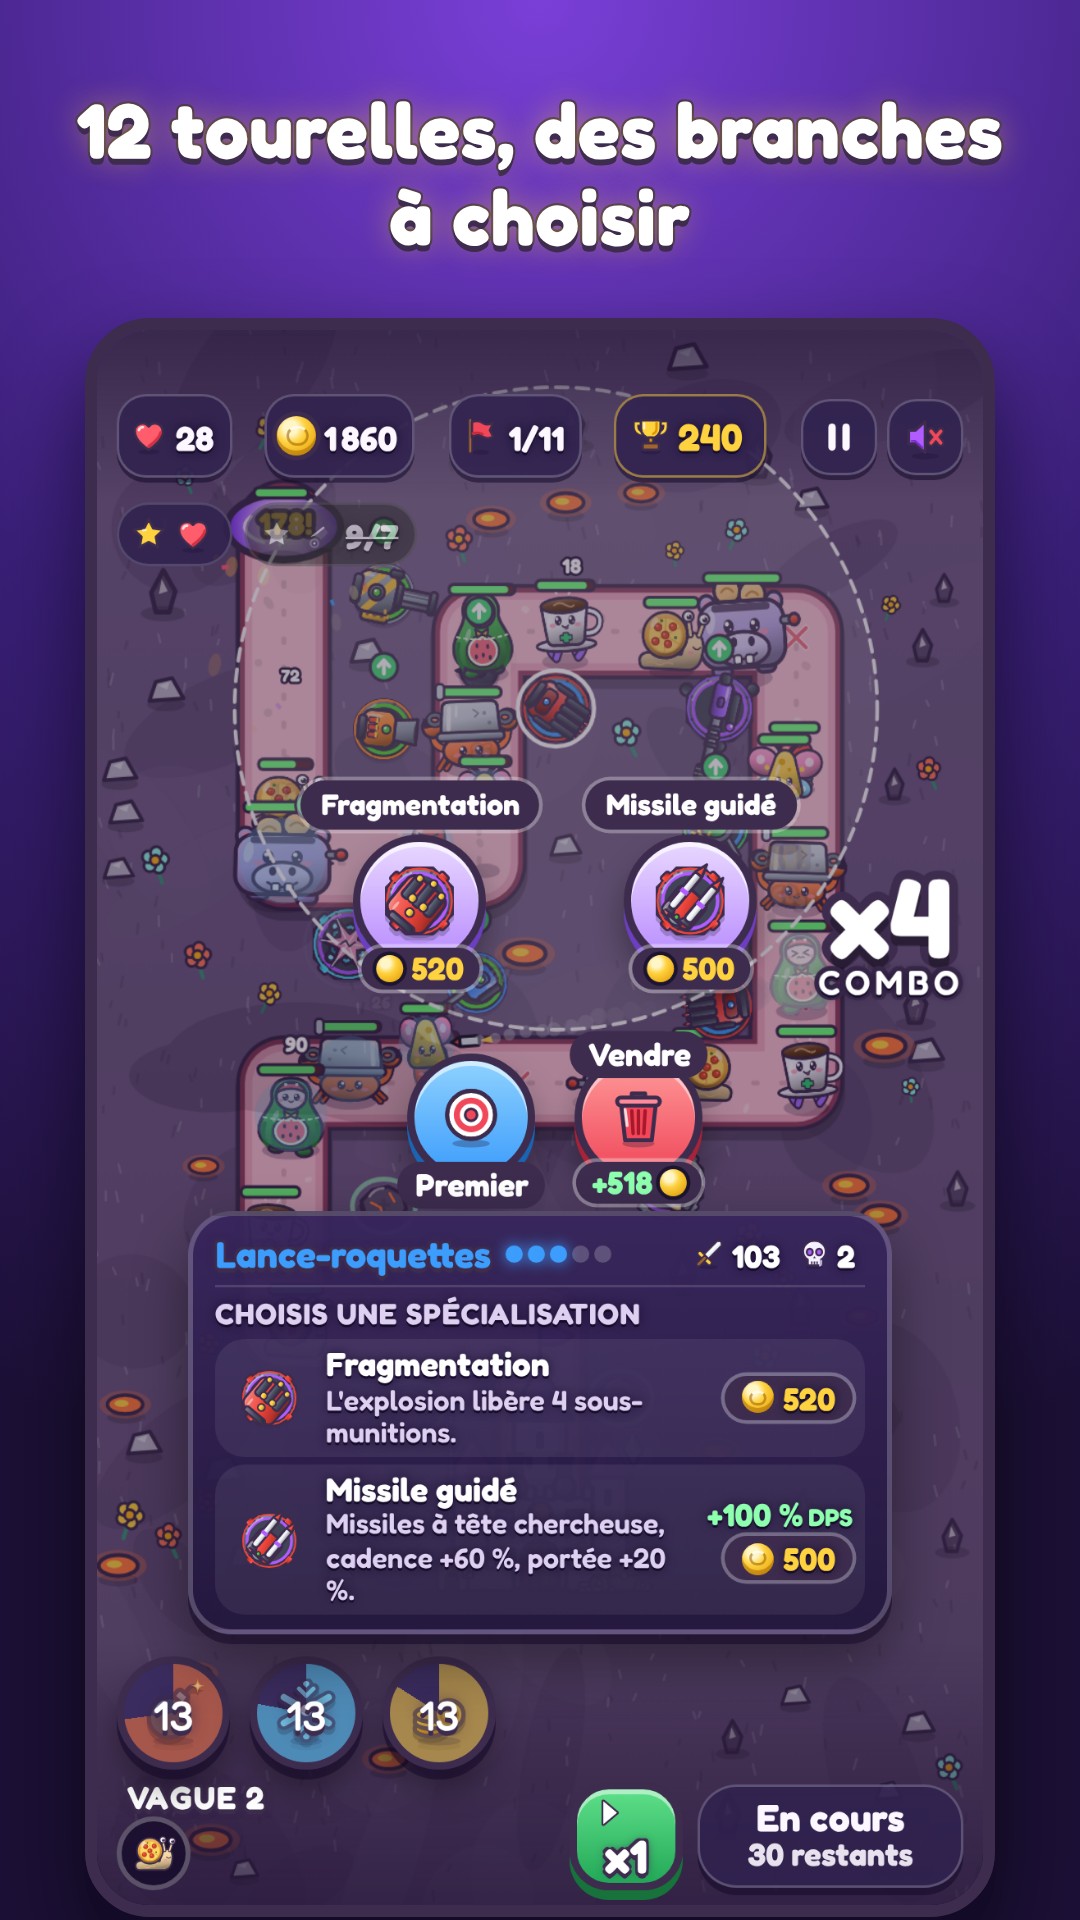 12 tourelles, des branches
à choisir
28
1860
1/11
240
178!
9/7
18
72
Fragmentation
Missile guidé
520
500
x4
COMBO
90
Vendre
Premier
+518
Lance-roquettes
103
2
CHOISIS UNE SPÉCIALISATION
Fragmentation
L'explosion libère 4 sous-
munitions.
520
Missile guidé
Missiles à tête chercheuse,
cadence +60 %, portée +20
%.
+100 % DPS
500
13
13
13
VAGUE 2
x1
En cours
30 restants